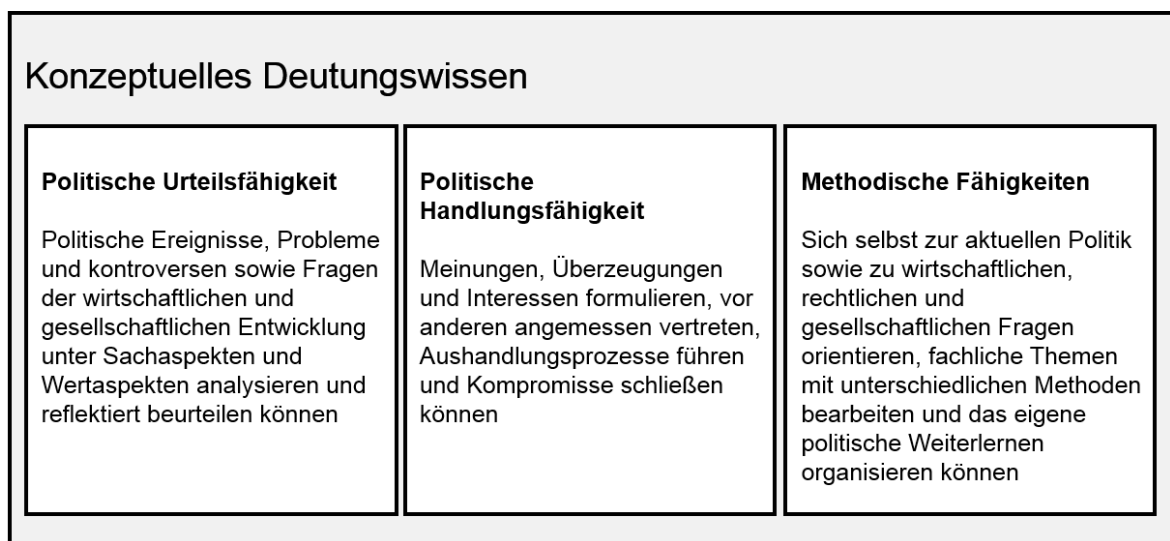 Konzeptuelles Deutungswissen
Politische Urteilsfähigkeit
Politische Ereignisse, Probleme
und kontroversen sowie Fragen
der wirtschaftlichen und
gesellschaftlichen Entwicklung
unter Sachaspekten und
Wertaspekten analysieren und
reflektiert beurteilen können
Politische
Handlungsfähigkeit
Meinungen, Überzeugungen
und Interessen formulieren, vor
anderen angemessen vertreten,
Aushandlungsprozesse führen
und Kompromisse schließen
können
Methodische Fähigkeiten
Sich selbst zur aktuellen Politik
sowie zu wirtschaftlichen,
rechtlichen und
gesellschaftlichen Fragen
orientieren, fachliche Themen
mit unterschiedlichen Methoden
bearbeiten und das eigene
politische Weiterlernen
organisieren können